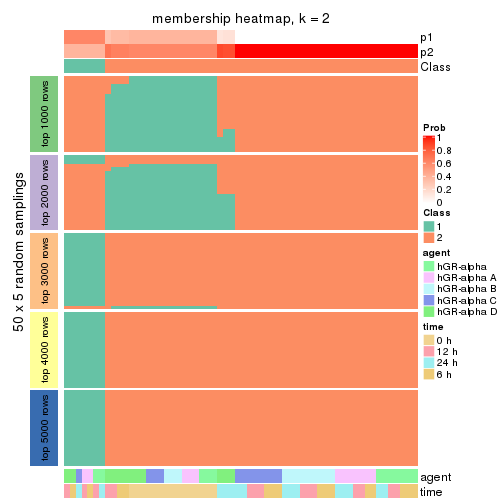 membership heatmap, k = 2
p1
p2
Class
50 x 5 random samplings
top 1000 rows
top 2000 rows
top 3000 rows
top 4000 rows
top 5000 rows
Prob
1
0.8
0.6
0.4
0.2
0
Class
1
2
agent
hGR-alpha
hGR-alpha A
hGR-alpha B
hGR-alpha C
hGR-alpha D
time
0 h
12 h
24 h
6 h
agent
time